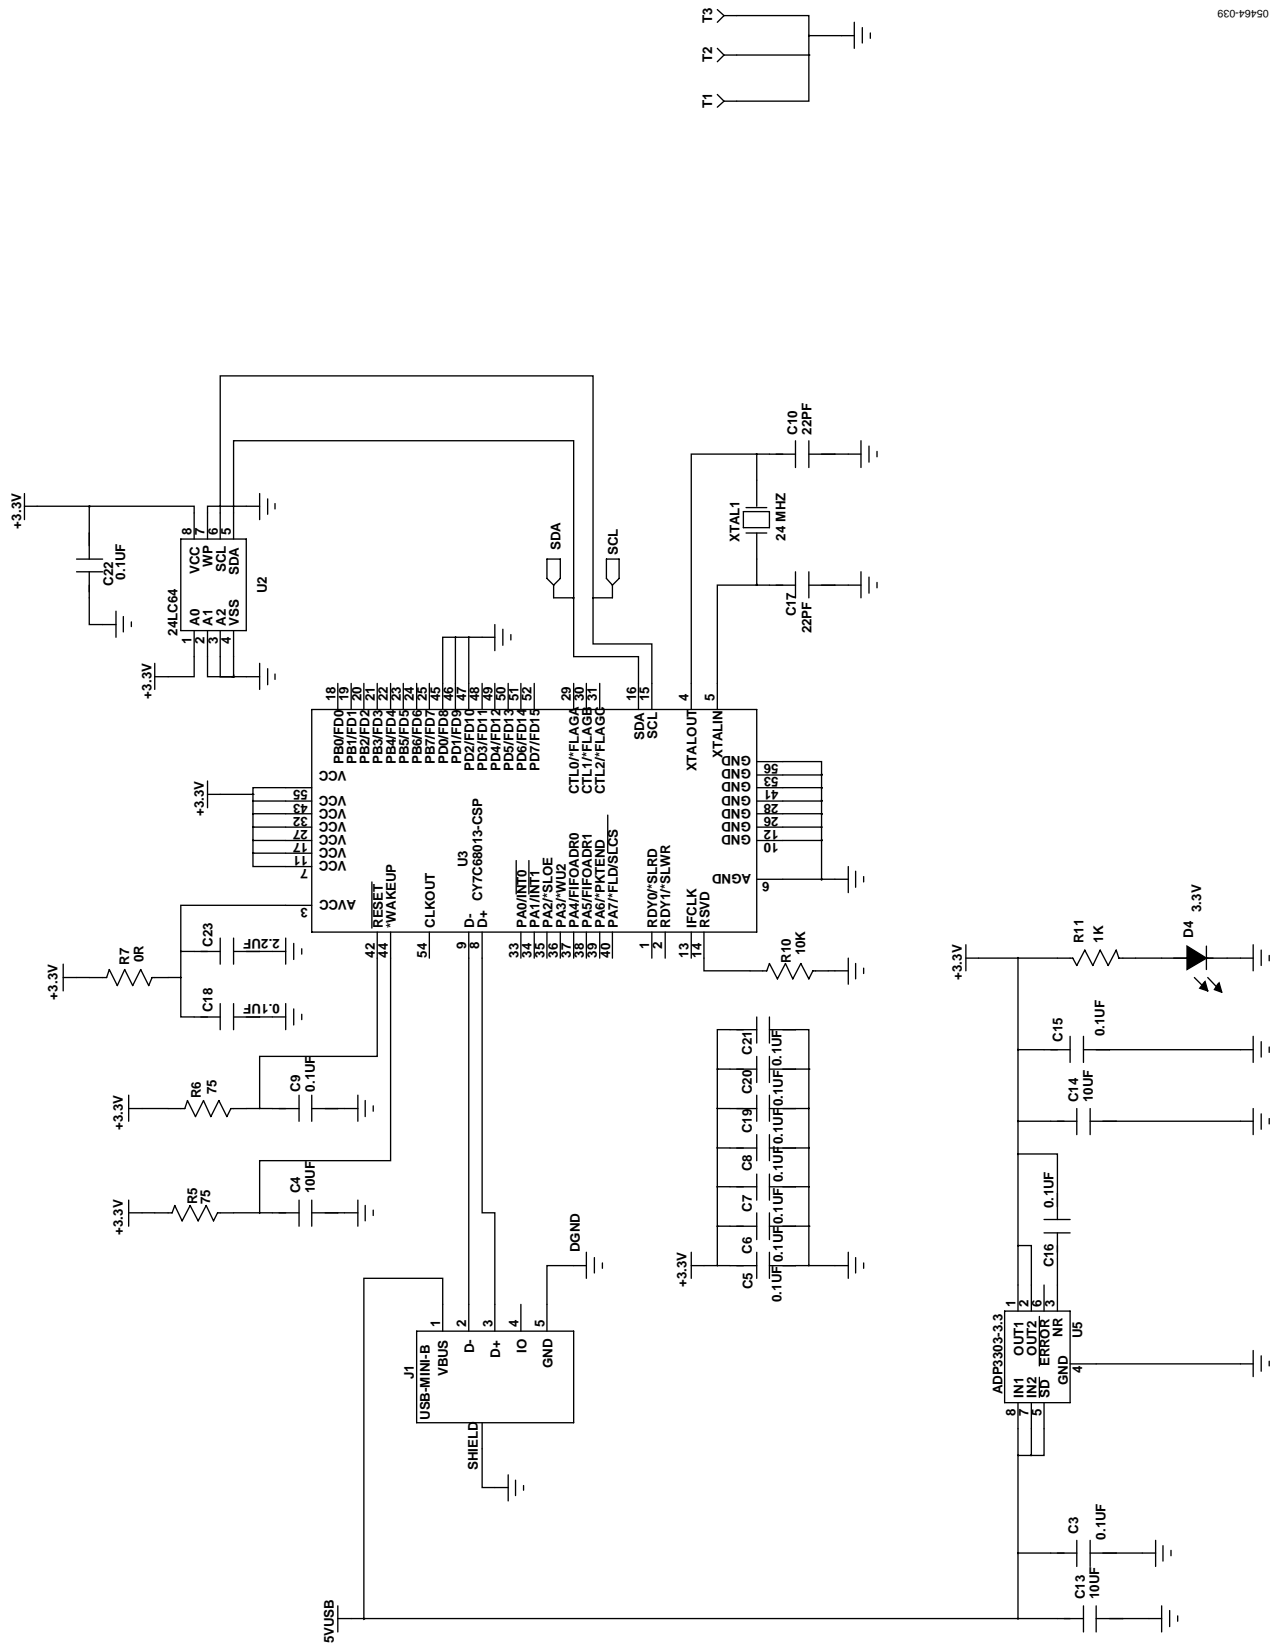 05464-039
T3
T2
T1
+3.3V
C22
0.1UF
24LC64
U2
1 A0
2 A1
3 A2
4 VSS
VCC 8
WP 7
SCL 6
SDA 5
+3.3V
SDA
SCL
XTAL1
24 MHZ
C10
22PF
C17
22PF
+3.3V
U3
CY7C68013-CSP
VCC 55
VCC 43
VCC 32
VCC 27
VCC 17
VCC 11
VCC 7
AVCC 3
PB0/FD0 18
PB1/FD1 19
PB2/FD2 20
PB3/FD3 21
PB4/FD4 22
PB5/FD5 23
PB6/FD6 24
PB7/FD7 25
PD0/FD8 45
PD1/FD9 46
PD2/FD10 47
PD3/FD11 48
PD4/FD12 49
PD5/FD13 50
PD6/FD14 51
PD7/FD15 52
CTL0/*FLAGA 29
CTL1/*FLAGB 30
CTL2/*FLAGC 31
SDA 16
SCL 15
XTALOUT 4
XTALIN 5
42 RESET
44 *WAKEUP
54 CLKOUT
9 D-
8 D+
33 PA0/INT0
34 PA1/INT1
35 PA2/*SLOE
36 PA3/*WU2
37 PA4/FIFOADR0
38 PA5/FIFOADR1
39 PA6/*PKTEND
40 PA7/*FLD/SLCS
1 RDY0/*SLRD
2 RDY1/*SLWR
13 IFCLK
14 RSVD
GND 56
GND 53
GND 41
GND 28
GND 26
GND 12
GND 10
AGND 6
+3.3V
R7
0R
C23
2.2UF
C18
0.1UF
+3.3V
R6
75
C9
0.1UF
+3.3V
R5
75
C4
10UF
R10
10K
+3.3V
C21
0.1UF
C20
0.1UF
C19
0.1UF
C8
0.1UF
C7
0.1UF
C6
0.1UF
C5
0.1UF
J1
USB-MINI-B
VBUS 1
D- 2
D+ 3
IO 4
GND 5
SHIELD
DGND
5VUSB
+3.3V
R11
1K
D4
3.3V
C15
0.1UF
C14
10UF
C16
0.1UF
ADP3303-3.3
U5
8 IN1
7 IN2
5 SD
OUT1 1
OUT2 2
ERROR 6
NR 3
GND 4
C3
0.1UF
C13
10UF